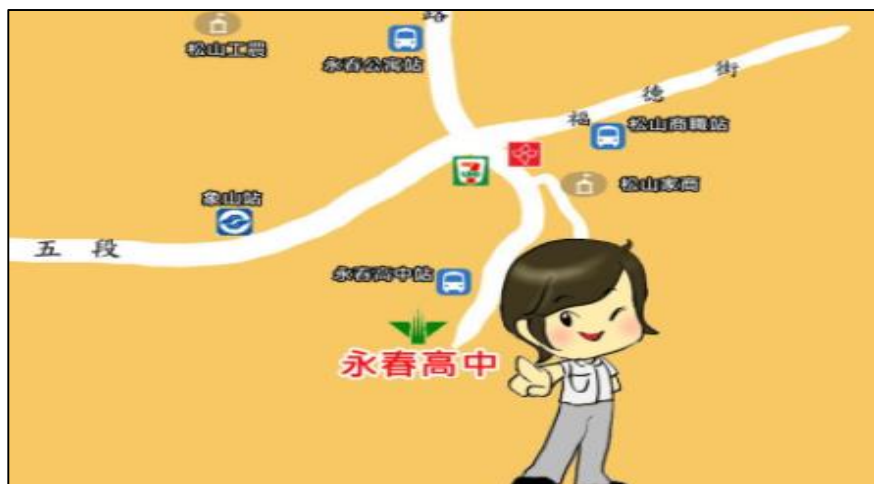 路
松山工農
永春公寓站
福德街
松山商職站
松山家商
象山站
五段
永春高中站
永春高中